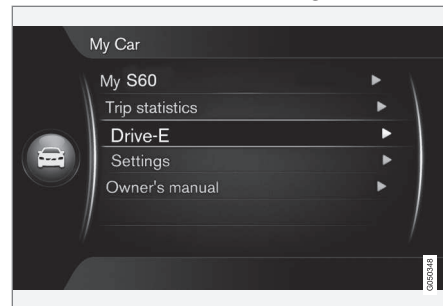 My Car
My S60
Trip statistics
Drive-E
Settings
Owner's manual
G050348